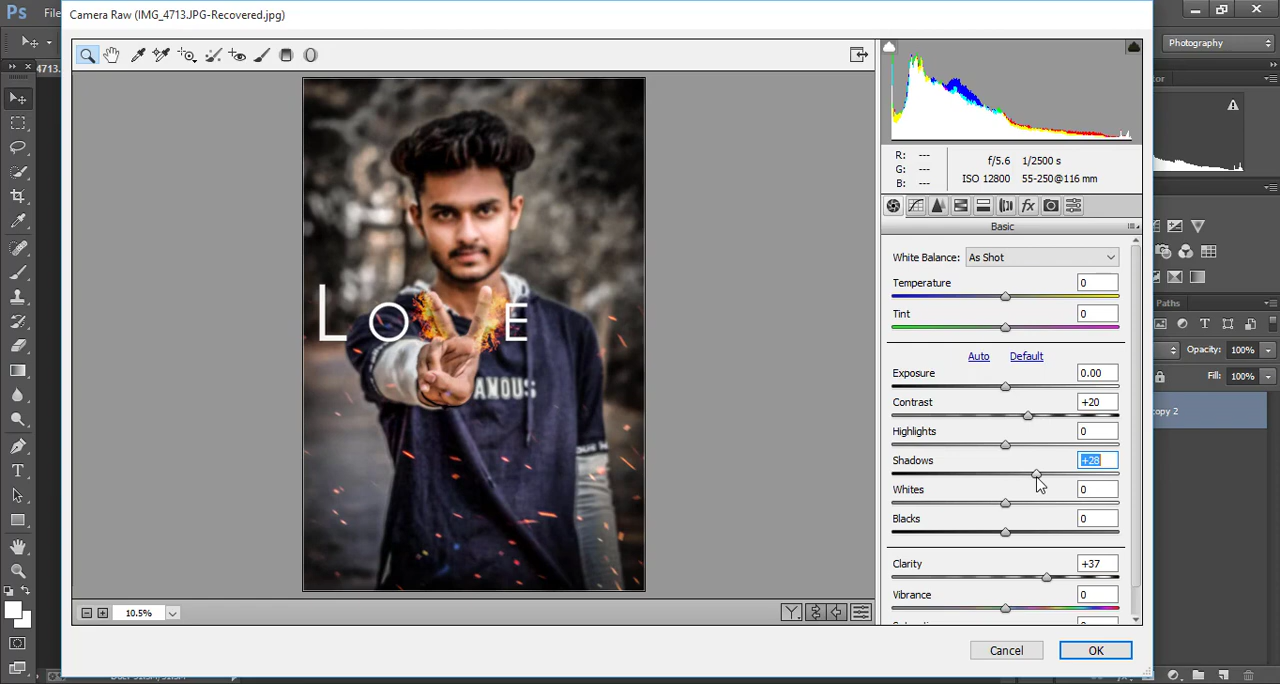 Ps
File
Camera Raw (IMG_4713.JPG-Recovered.jpg)
Photography
4713.
R: ---
G: ---
B: ---
f/5.6 1/2500 s
ISO 12800 55-250@116 mm
fx
Basic
White Balance: As Shot
Temperature 0
Tint 0
Auto Default
Exposure 0.00
Contrast +20
Highlights 0
Shadows +28
Whites 0
Blacks 0
Clarity +37
Vibrance 0
L O E
AMOUS
10.5%
Y
Cancel
OK
Paths
Opacity: 100%
Fill: 100%
opy 2